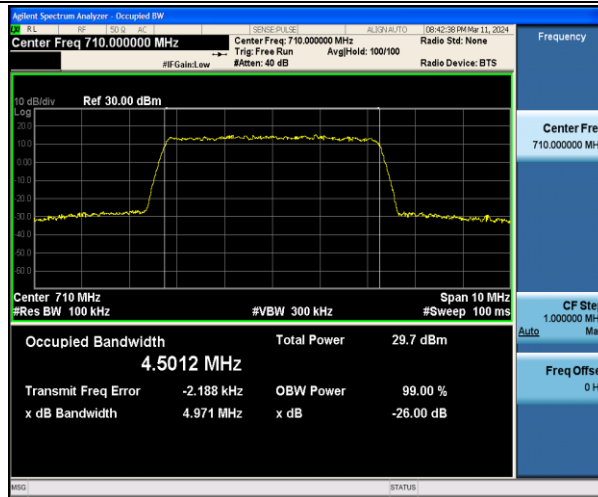 Agilent Spectrum Analyzer - Occupied BW
RL RF 50 Ω AC SENSE:PULSE ALIGN AUTO 08:42:38 PM Mar 11, 2024
Center Freq 710.000000 MHz
Center Freq: 710.000000 MHz
Radio Std: None
Trig: Free Run Avg|Hold: 100/100
#IFGain:Low #Atten: 40 dB Radio Device: BTS
10 dB/div Ref 30.00 dBm
Log
20.0
10.0
0.00
-10.0
-20.0
-30.0
-40.0
-50.0
-60.0
Center 710 MHz Span 10 MHz
#Res BW 100 kHz #VBW 300 kHz #Sweep 100 ms
Occupied Bandwidth Total Power 29.7 dBm
4.5012 MHz
Transmit Freq Error -2.188 kHz OBW Power 99.00 %
x dB Bandwidth 4.971 MHz x dB -26.00 dB
MSG STATUS
Frequency
Center Fre
710.000000 MH
CF Ste
1.000000 MH
Auto Ma
Freq Offse
0 H